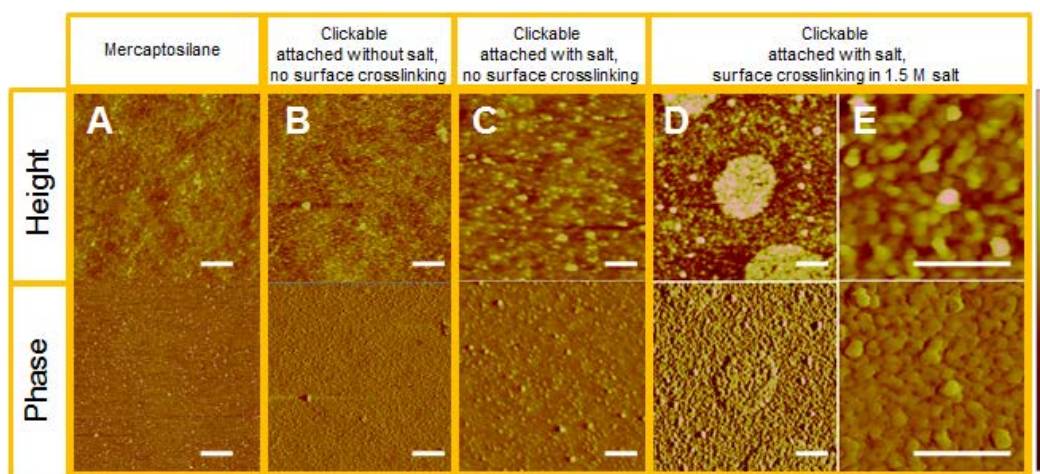 Mercaptosilane
Clickable
attached without salt,
no surface crosslinking
Clickable
attached with salt,
no surface crosslinking
Clickable
attached with salt,
surface crosslinking in 1.5 M salt
Height
A
B
C
D
E
Phase